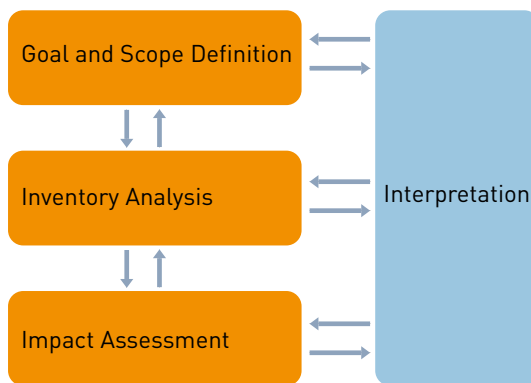 Goal and Scope Definition
Inventory Analysis
Interpretation
Impact Assessment